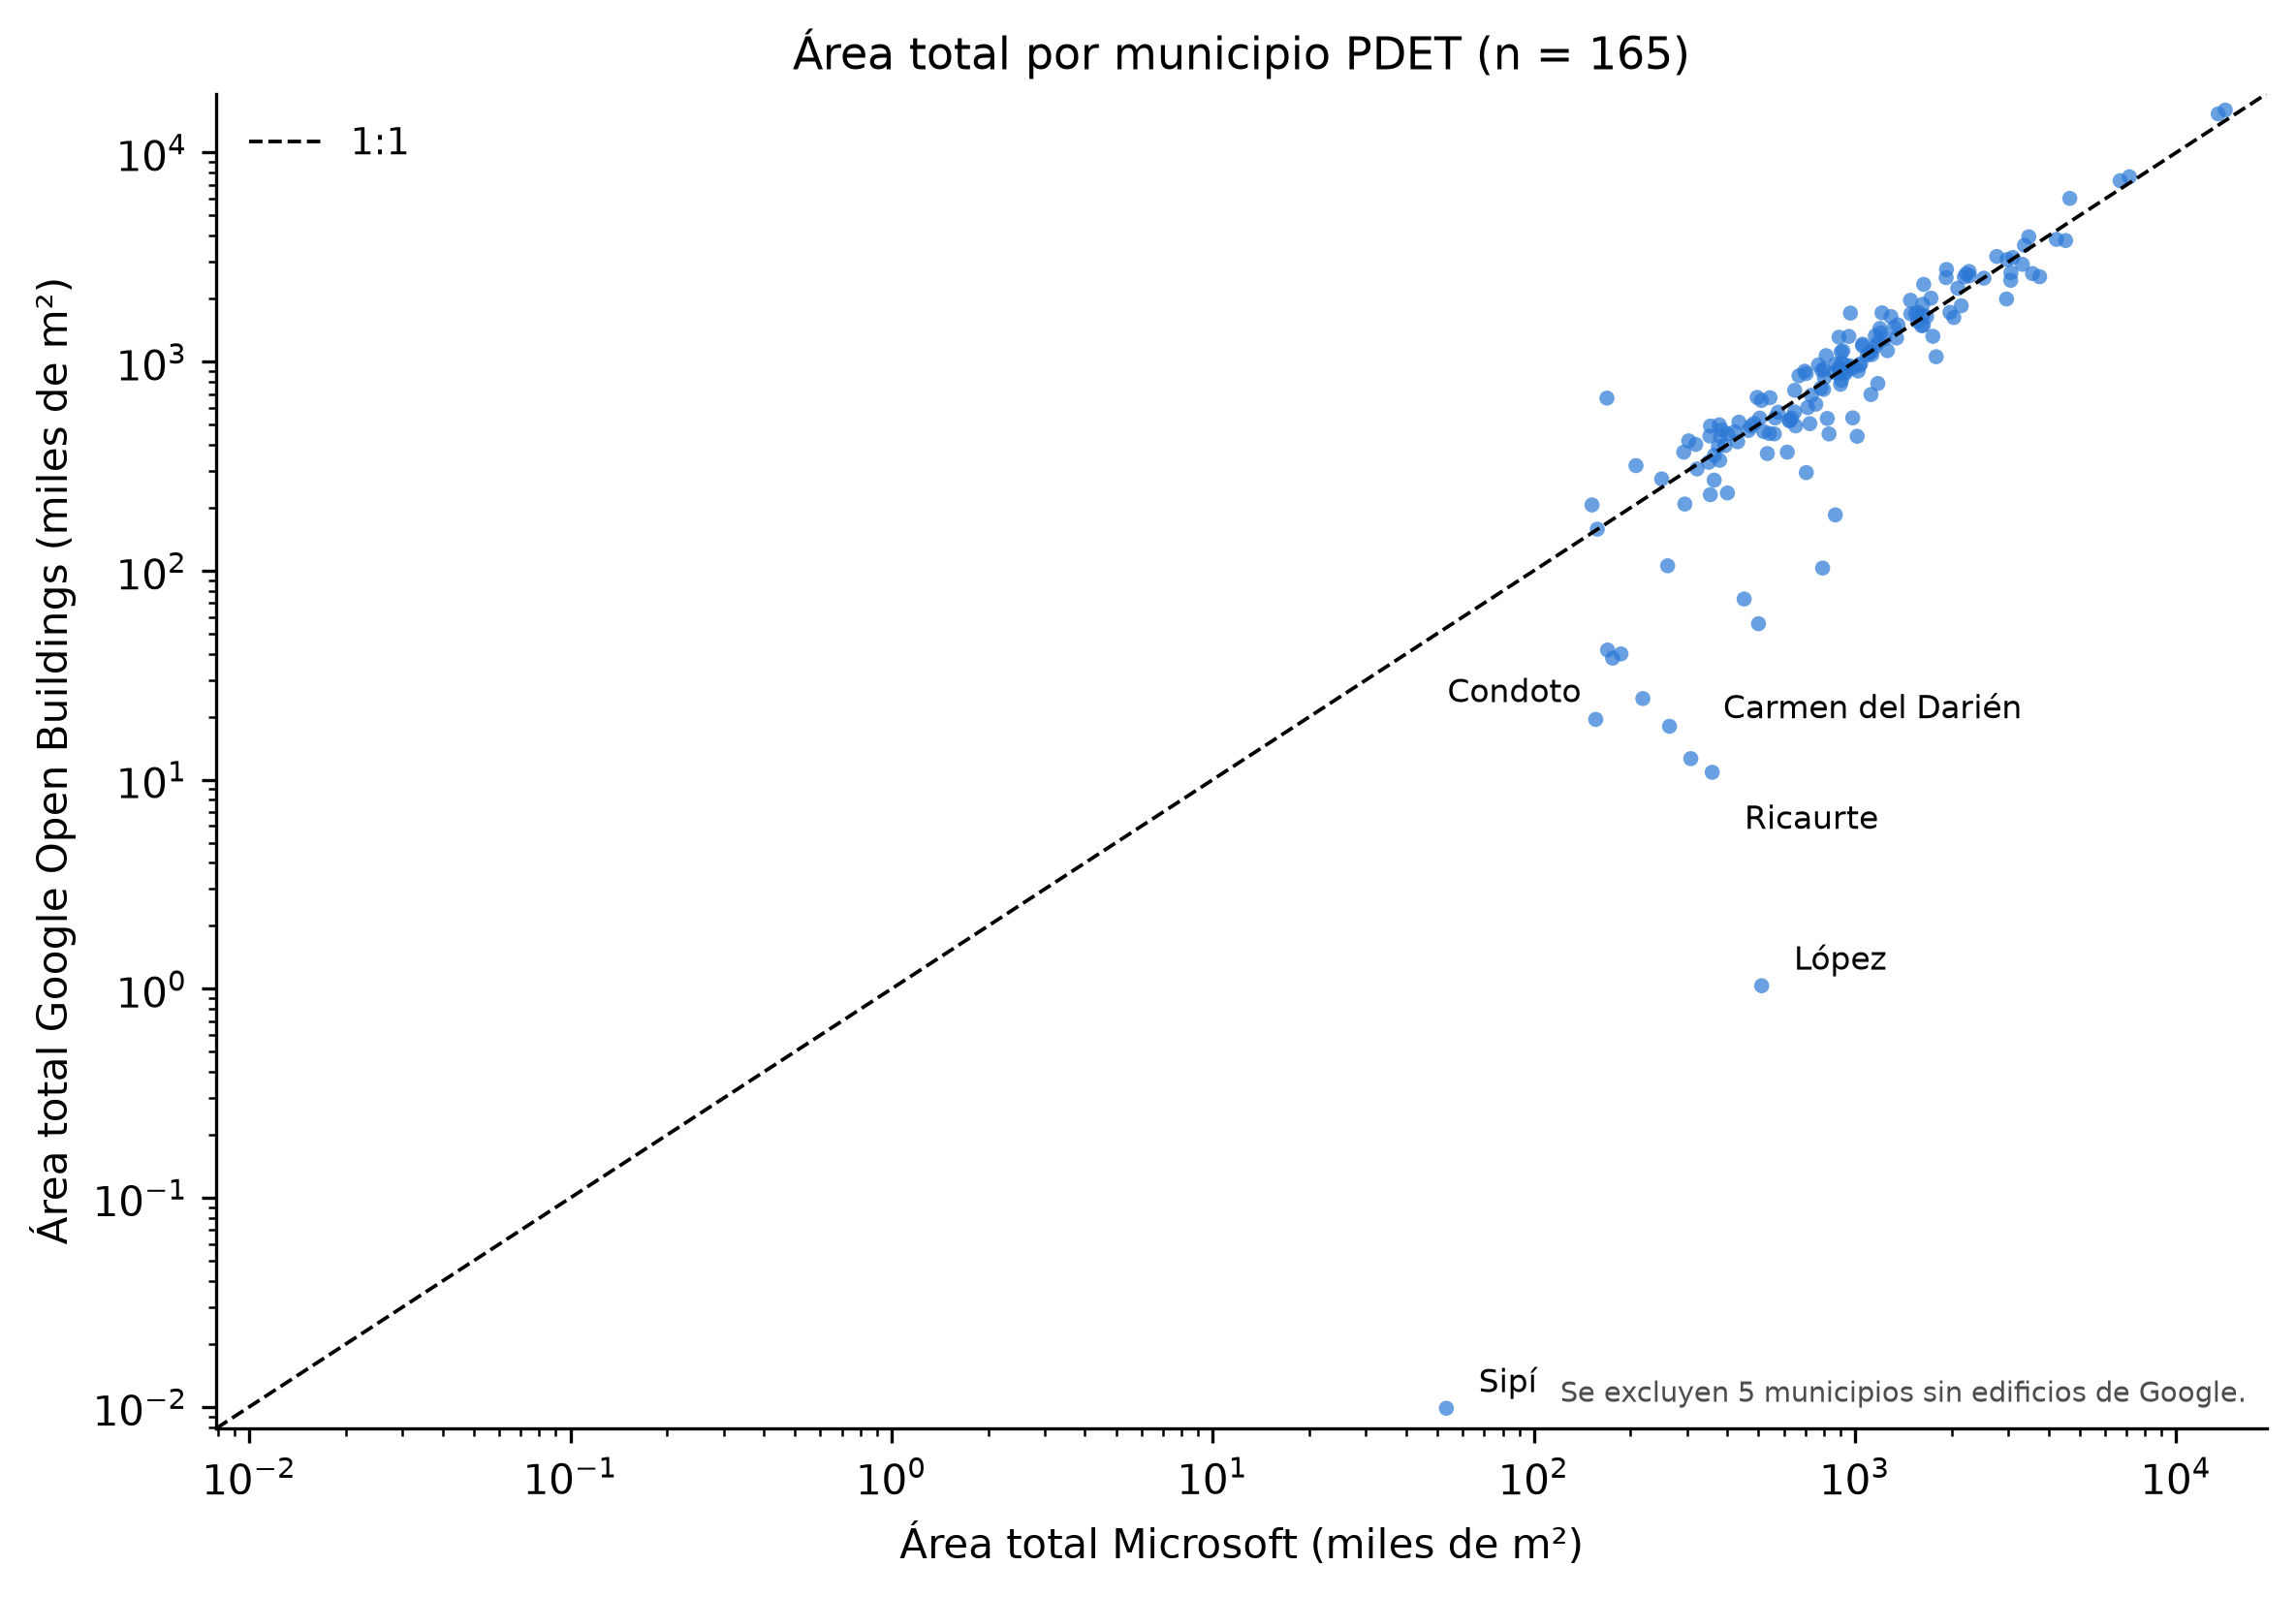 Área total por municipio PDET (n = 165)
1:1
Área total Google Open Buildings (miles de m²)
10⁴
10³
10²
10¹
10⁰
10⁻¹
10⁻²
Condoto
Carmen del Darién
Ricaurte
López
Sipí
Se excluyen 5 municipios sin edificios de Google.
10⁻²
10⁻¹
10⁰
10¹
10²
10³
10⁴
Área total Microsoft (miles de m²)